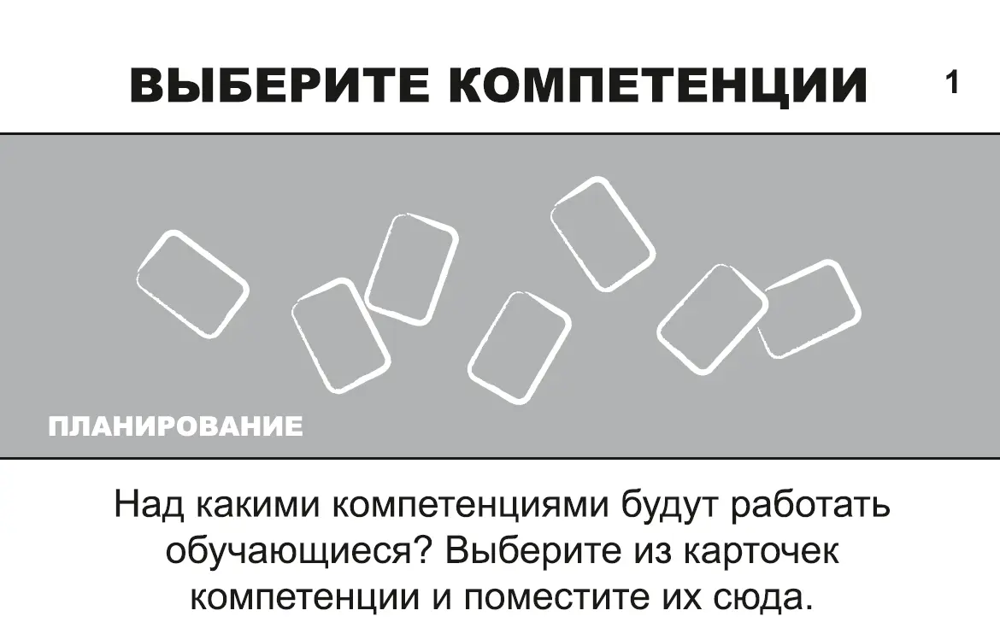 ВЫБЕРИТЕ КОМПЕТЕНЦИИ 1
ПЛАНИРОВАНИЕ
Над какими компетенциями будут работать
обучающиеся? Выберите из карточек
компетенции и поместите их сюда.